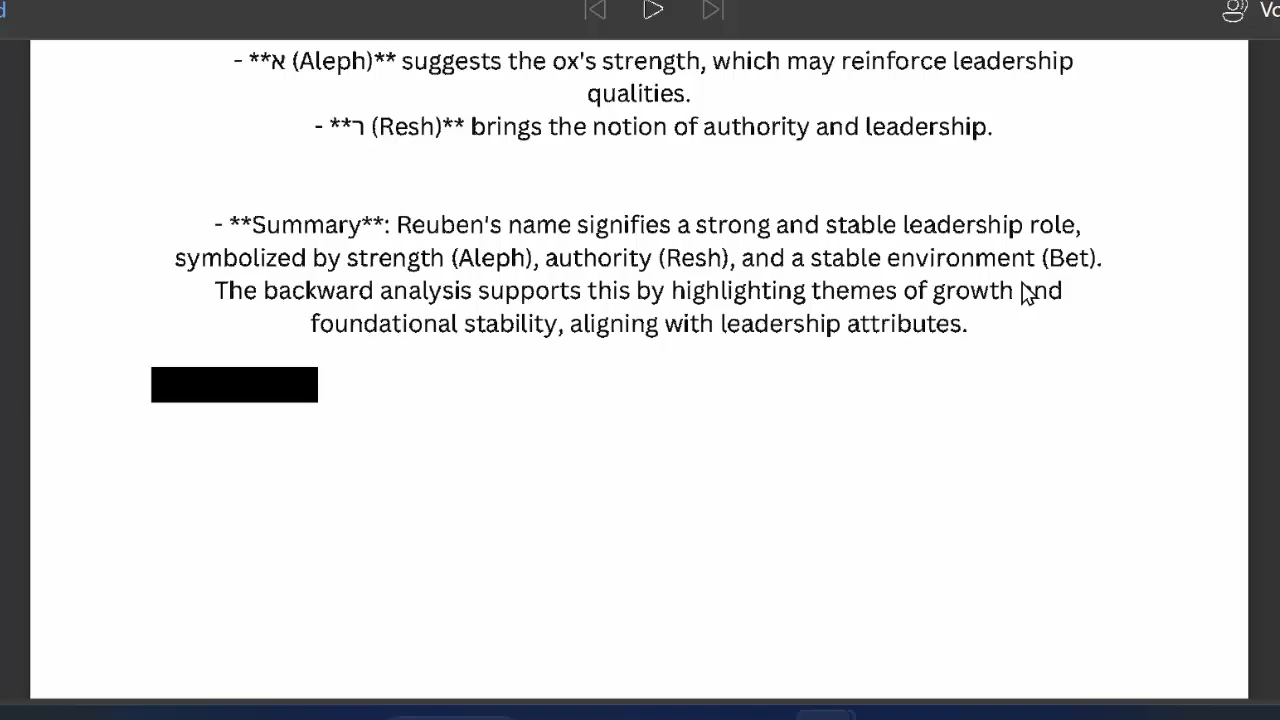 - **א (Aleph)** suggests the ox's strength, which may reinforce leadership
qualities.
- **ר (Resh)** brings the notion of authority and leadership.
- **Summary**: Reuben's name signifies a strong and stable leadership role,
symbolized by strength (Aleph), authority (Resh), and a stable environment (Bet).
The backward analysis supports this by highlighting themes of growth and
foundational stability, aligning with leadership attributes.